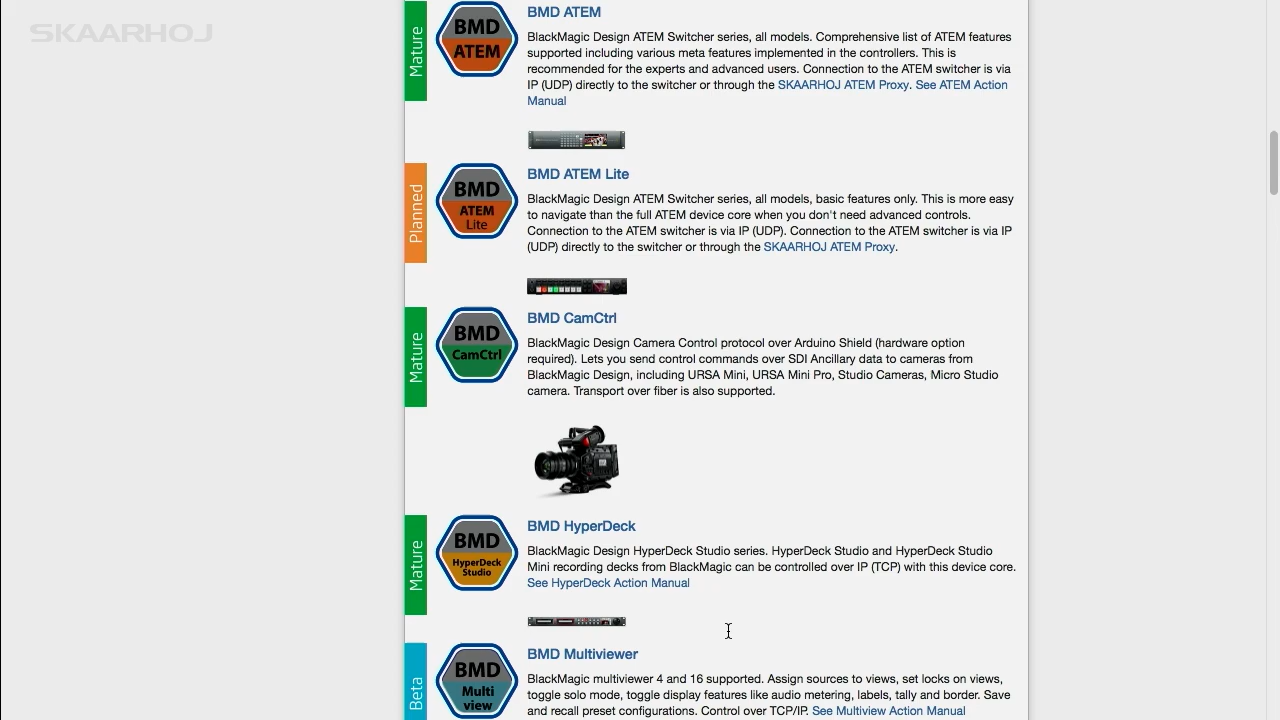 SKAARHOJ
Mature
BMD
ATEM
BMD ATEM
BlackMagic Design ATEM Switcher series, all models. Comprehensive list of ATEM features
supported including various meta features implemented in the controllers. This is
recommended for the experts and advanced users. Connection to the ATEM switcher is via
IP (UDP) directly to the switcher or through the SKAARHOJ ATEM Proxy. See ATEM Action
Manual
Planned
BMD
ATEM
Lite
BMD ATEM Lite
BlackMagic Design ATEM Switcher series, all models, basic features only. This is more easy
to navigate than the full ATEM device core when you don't need advanced controls.
Connection to the ATEM switcher is via IP (UDP). Connection to the ATEM switcher is via IP
(UDP) directly to the switcher or through the SKAARHOJ ATEM Proxy.
Mature
BMD
CamCtrl
BMD CamCtrl
BlackMagic Design Camera Control protocol over Arduino Shield (hardware option
required). Lets you send control commands over SDI Ancillary data to cameras from
BlackMagic Design, including URSA Mini, URSA Mini Pro, Studio Cameras, Micro Studio
camera. Transport over fiber is also supported.
Mature
BMD
HyperDeck
Studio
BMD HyperDeck
BlackMagic Design HyperDeck Studio series. HyperDeck Studio and HyperDeck Studio
Mini recording decks from BlackMagic can be controlled over IP (TCP) with this device core.
See HyperDeck Action Manual
Beta
BMD
Multi
view
BMD Multiviewer
BlackMagic multiviewer 4 and 16 supported. Assign sources to views, set locks on views,
toggle solo mode, toggle display features like audio metering, labels, tally and border. Save
and recall preset configurations. Control over TCP/IP. See Multiview Action Manual